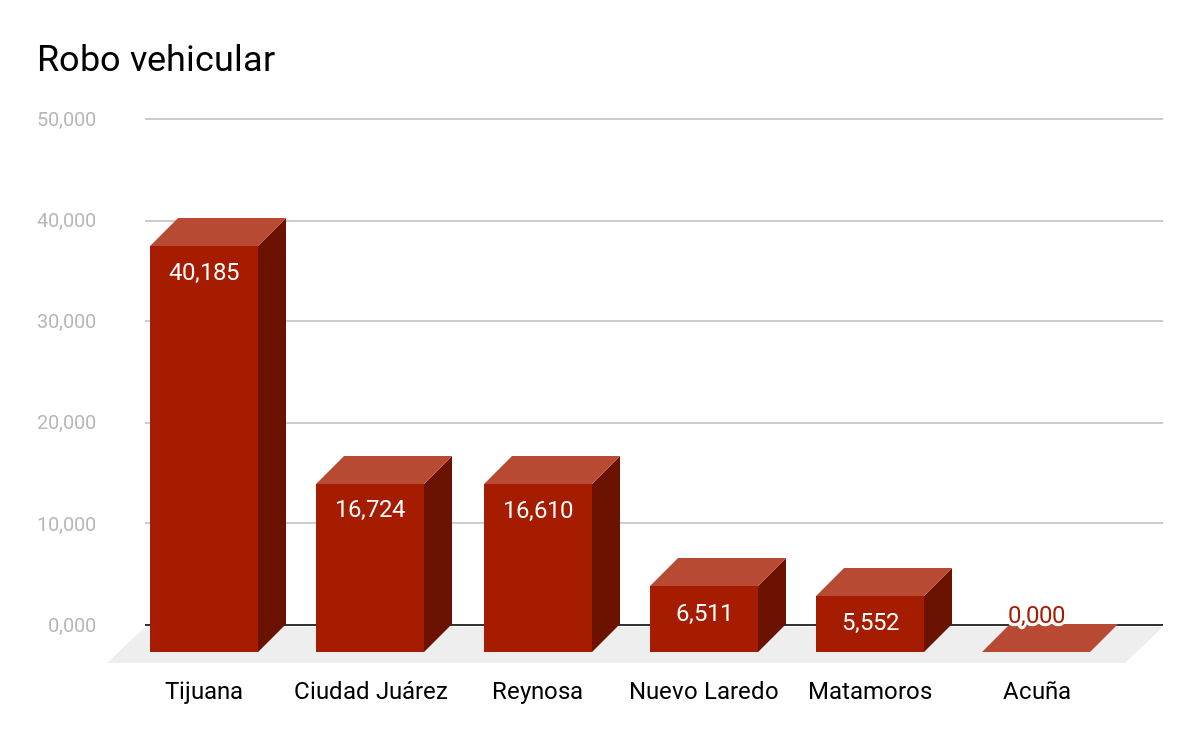 Robo vehicular
50,000
40,000
30,000
20,000
10,000
0,000
40,185
16,724
16,610
6,511
5,552
0,000
Tijuana
Ciudad Juárez
Reynosa
Nuevo Laredo
Matamoros
Acuña